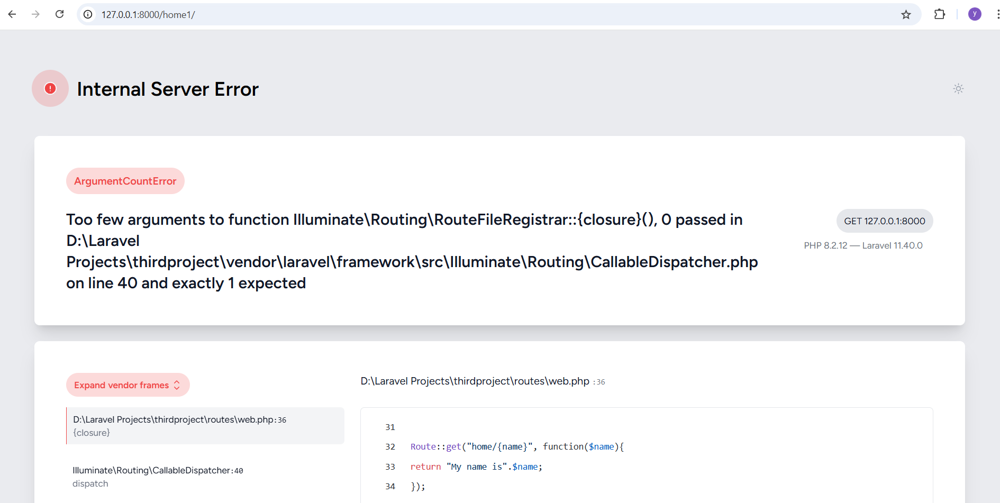 127.0.0.1:8000/home1/
y
Internal Server Error
ArgumentCountError
Too few arguments to function Illuminate\Routing\RouteFileRegistrar::{closure}(), 0 passed in
D:\Laravel
Projects\thirdproject\vendor\laravel\framework\src\Illuminate\Routing\CallableDispatcher.php
on line 40 and exactly 1 expected
GET 127.0.0.1:8000
PHP 8.2.12 — Laravel 11.40.0
Expand vendor frames
D:\Laravel Projects\thirdproject\routes\web.php:36
{closure}
Illuminate\Routing\CallableDispatcher:40
dispatch
D:\Laravel Projects\thirdproject\routes\web.php :36
31
32 Route::get("home/{name}", function($name){
33 return "My name is".$name;
34 });